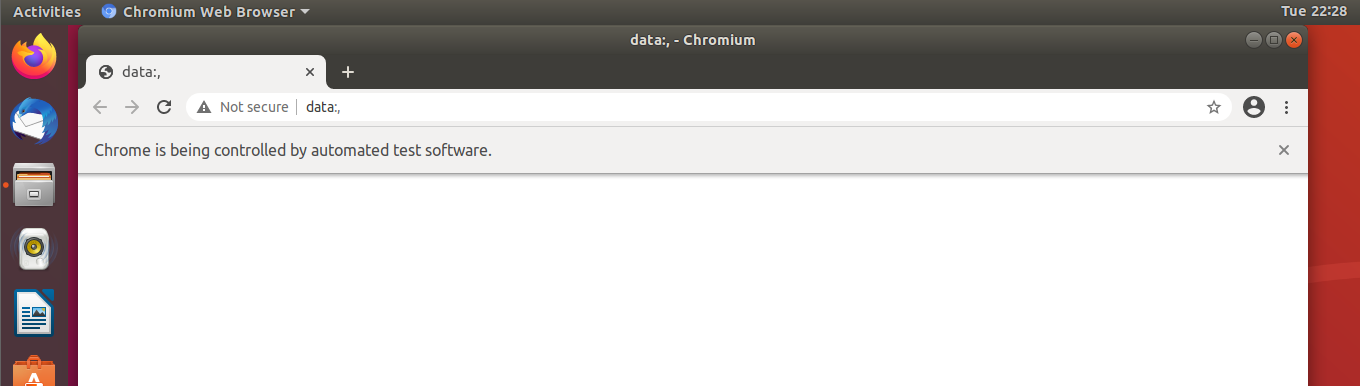 Activities Chromium Web Browser Tue 22:28
data:, - Chromium
data:,
Not secure data:,
Chrome is being controlled by automated test software.